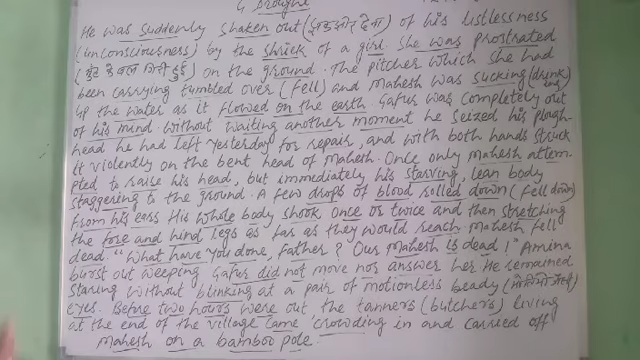 Drought
He was suddenly shaken out (झकझोर देना) of his listlessness
(unconsciousness) by the shrick of a girl. She was prostrated
(मुँह के बल गिरी हुई) on the ground. The pitcher which she had
been carrying tumbled over (fell) and Mahesh was sucking (drink)
up the water as it flowed on the earth. Gafur was completely out
of his mind without waiting another moment he seized his plough-
head he had left yesterday for repair, and with both hands struck
it violently on the bent head of Mahesh. Once only Mahesh attem-
pted to raise his head, but immediately his starving, lean body
staggering to the ground. A few drops of blood rolled down (fell down)
from his ears His whole body shook once or twice and then stretching
the fore and hind legs as far as they would reach Mahesh fell
dead. "What have you done, father? Our Mahesh is dead!" Amina
burst out weeping Gafur did not move nor answer her. He remained
staring without blinking at a pair of motionless beady
eyes. Before two hours were out the tanners (butchers) living
at the end of the village came crowding in and carried off
Mahesh on a bamboo pole.